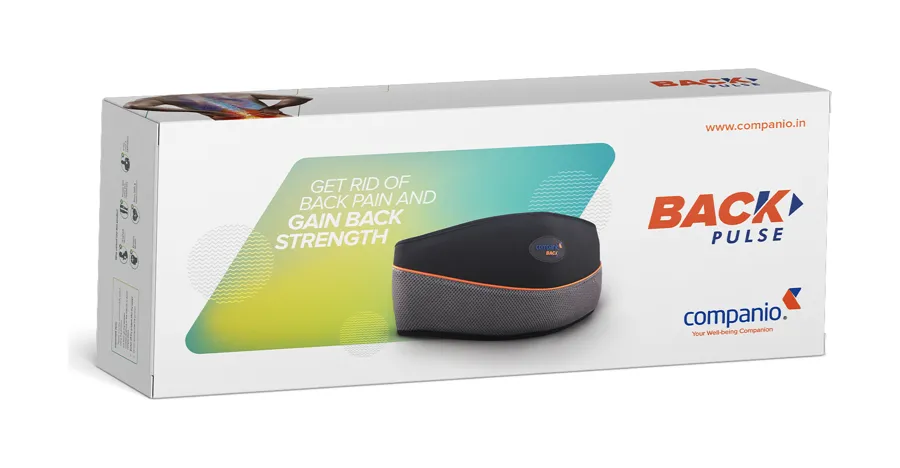 BACK
PULSE
www.companio.in
GET RID OF
BACK PAIN AND
GAIN BACK
STRENGTH
companio
BACK
BACK
PULSE
companio®
Your Well-being Companion